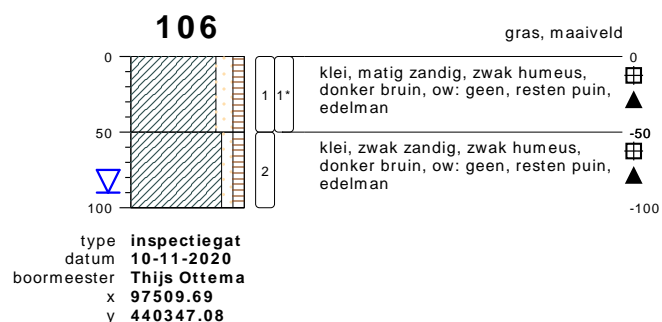 106
gras, maaiveld
0
0
klei, matig zandig, zwak humeus,
donker bruin, ow: geen, resten puin,
edelman
1 1*
50
-50
klei, zwak zandig, zwak humeus,
donker bruin, ow: geen, resten puin,
edelman
2
100
-100
type inspectiegat
datum 10-11-2020
boormeester Thijs Ottema
x 97509.69
y 440347.08